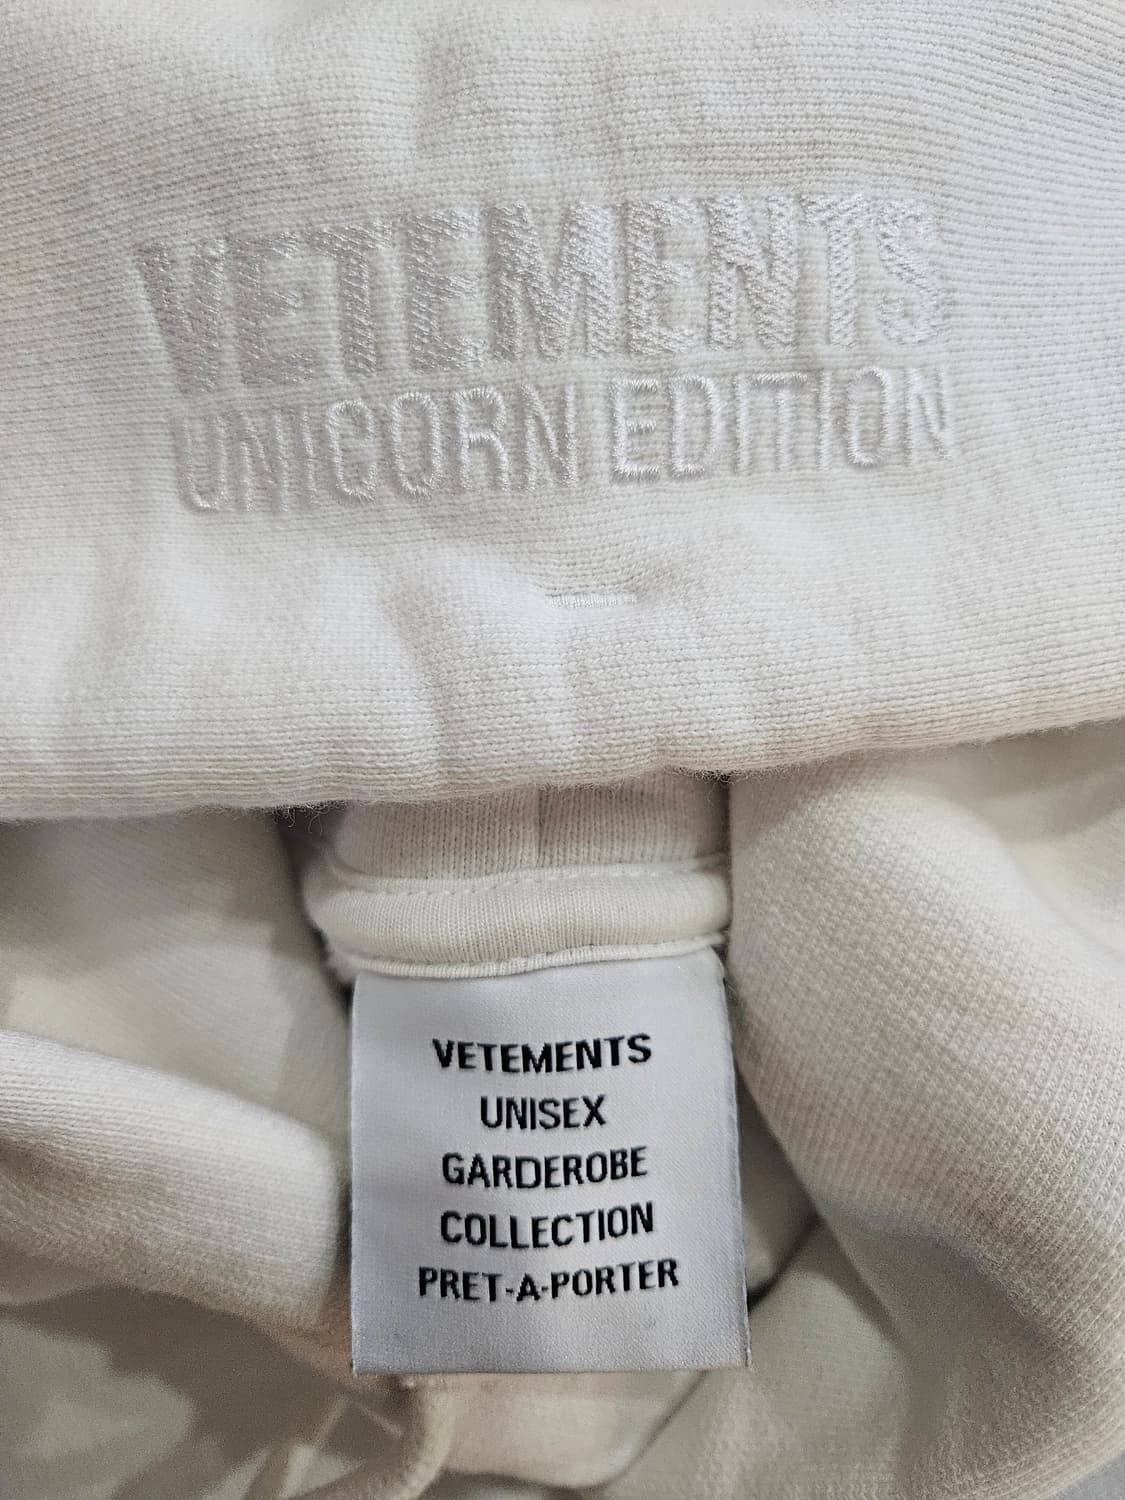 VETEMENTS
UNICORN EDITION
VETEMENTS
UNISEX
GARDEROBE
COLLECTION
PRET-A-PORTER